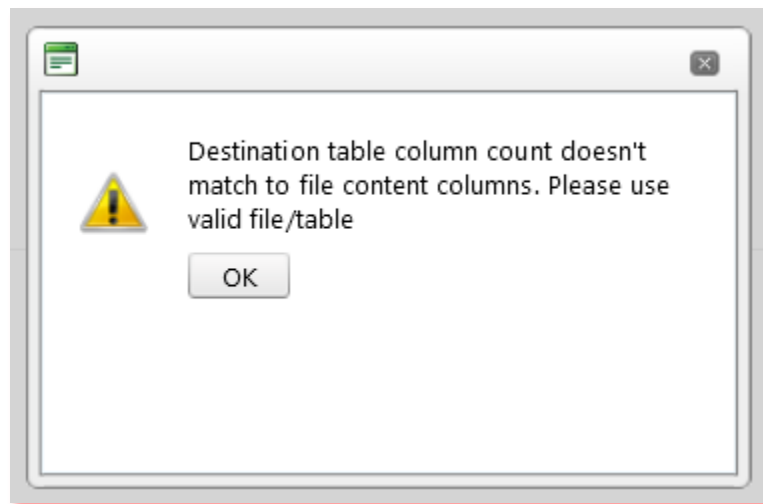 Destination table column count doesn't
match to file content columns. Please use
valid file/table
OK